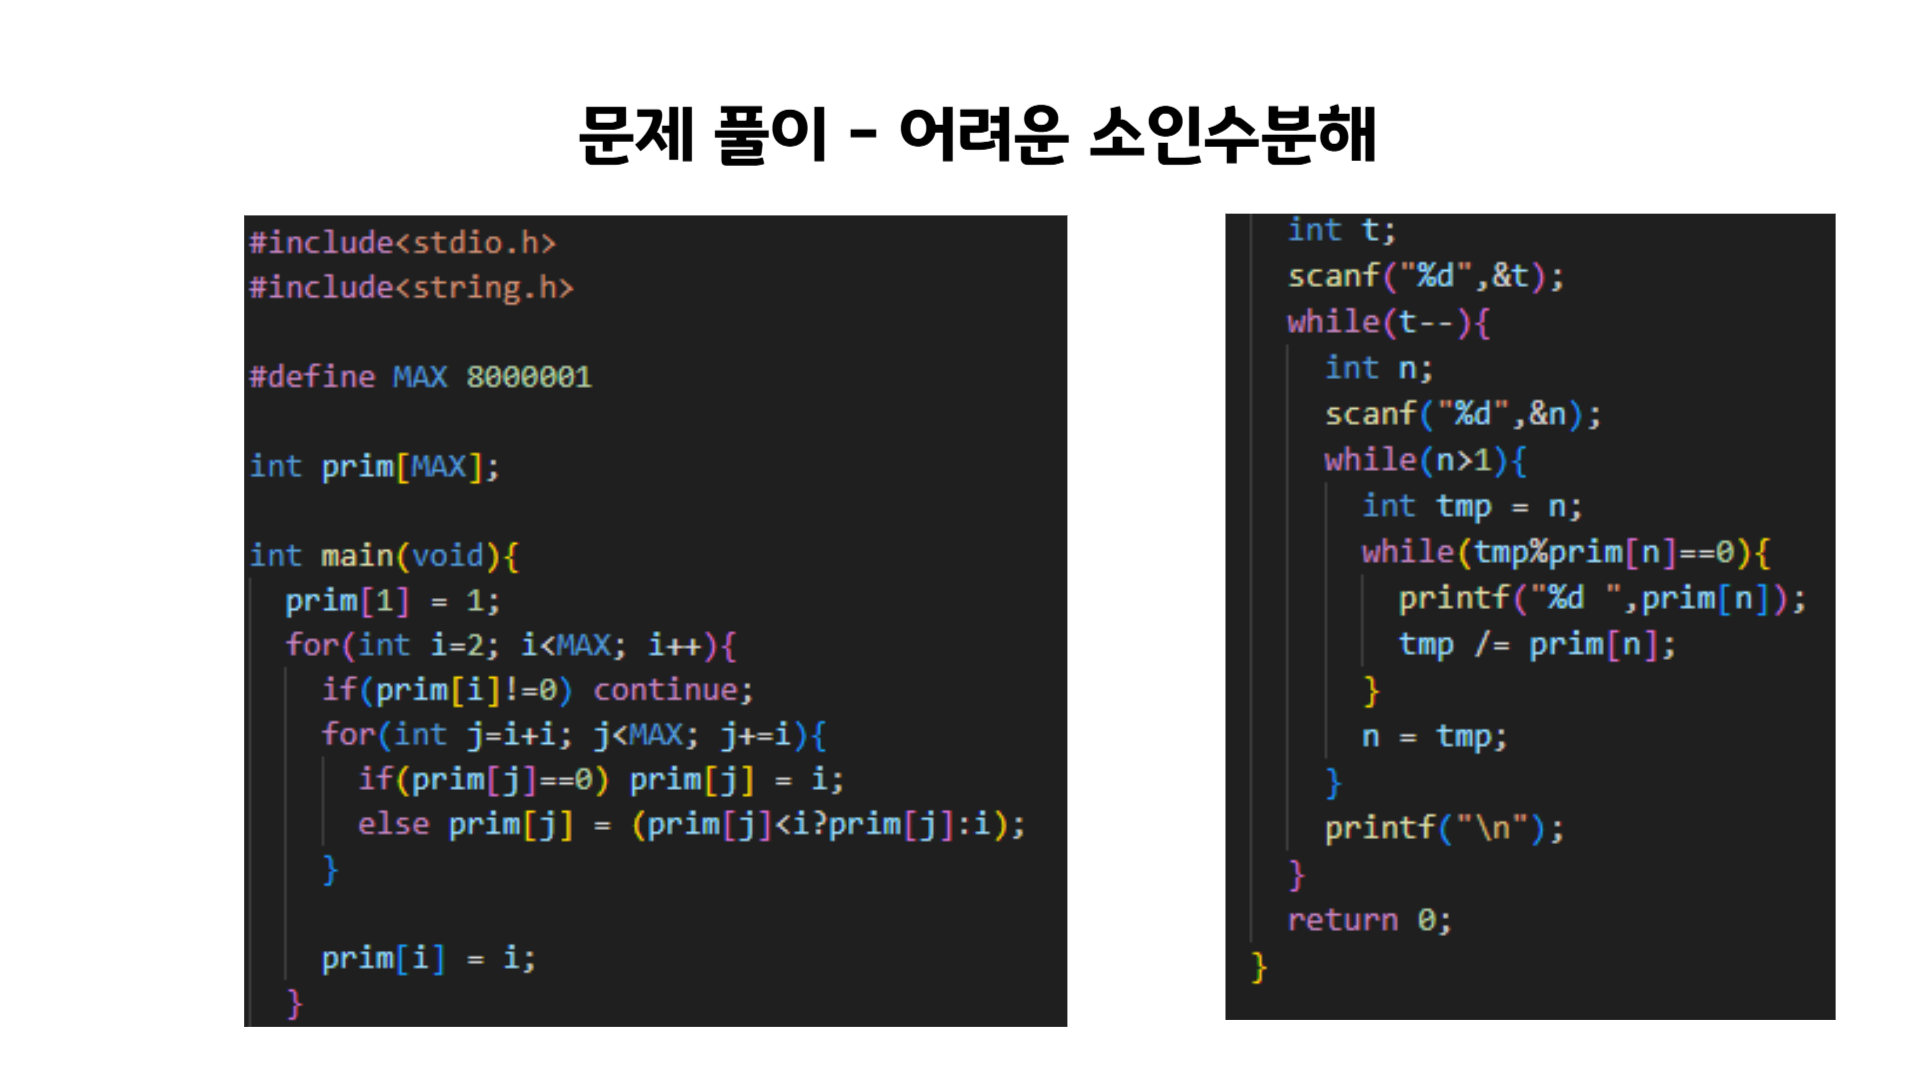 문제 풀이 - 어려운 소인수분해
#include<stdio.h>
#include<string.h>
#define MAX 8000001
int prim[MAX];
int main(void){
prim[1] = 1;
for(int i=2; i<MAX; i++){
if(prim[i]!=0) continue;
for(int j=i+i; j<MAX; j+=i){
if(prim[j]==0) prim[j] = i;
else prim[j] = (prim[j]<i?prim[j]:i);
}
prim[i] = i;
}
int t;
scanf("%d",&t);
while(t--){
int n;
scanf("%d",&n);
while(n>1){
int tmp = n;
while(tmp%prim[n]==0){
printf("%d ",prim[n]);
tmp /= prim[n];
}
n = tmp;
}
printf("\n");
}
return 0;
}